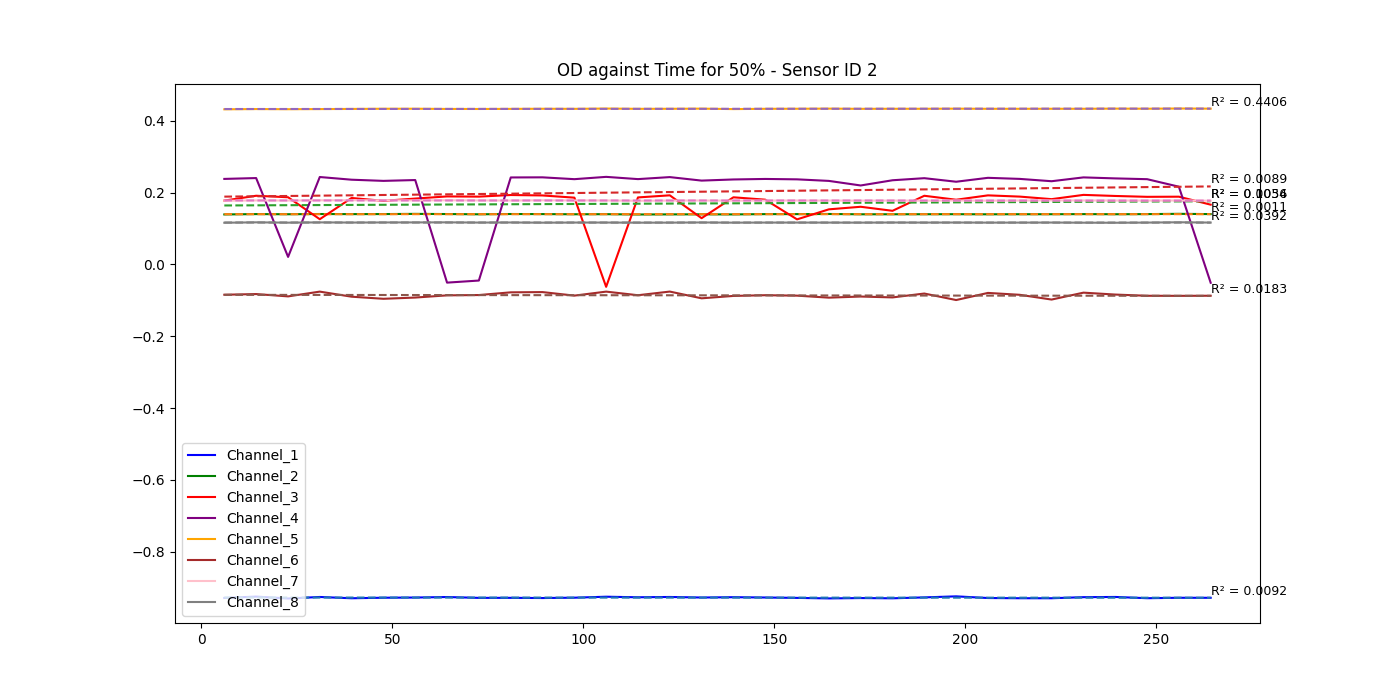 OD against Time for 50% - Sensor ID 2
0.4
0.2
0.0
−0.2
−0.4
−0.6
−0.8
R² = 0.4406
R² = 0.0089
R² = 0.0011
R² = 0.0392
R² = 0.0183
R² = 0.0092
Channel_1
Channel_2
Channel_3
Channel_4
Channel_5
Channel_6
Channel_7
Channel_8
0
50
100
150
200
250